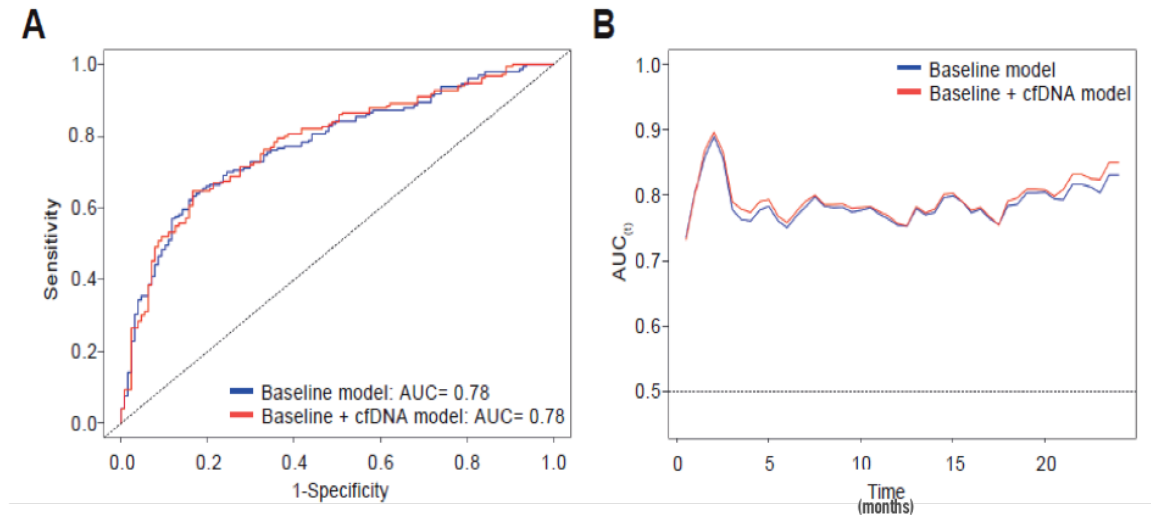 A
1.0
0.8
0.6
0.4
0.2
0.0
Sensitivity
Baseline model: AUC= 0.78
Baseline + cfDNA model: AUC= 0.78
0.0 0.2 0.4 0.6 0.8 1.0
1-Specificity
B
1.0
0.9
0.8
0.7
0.6
0.5
AUC(t)
Baseline model
Baseline + cfDNA model
0 5 10 15 20
Time
(months)